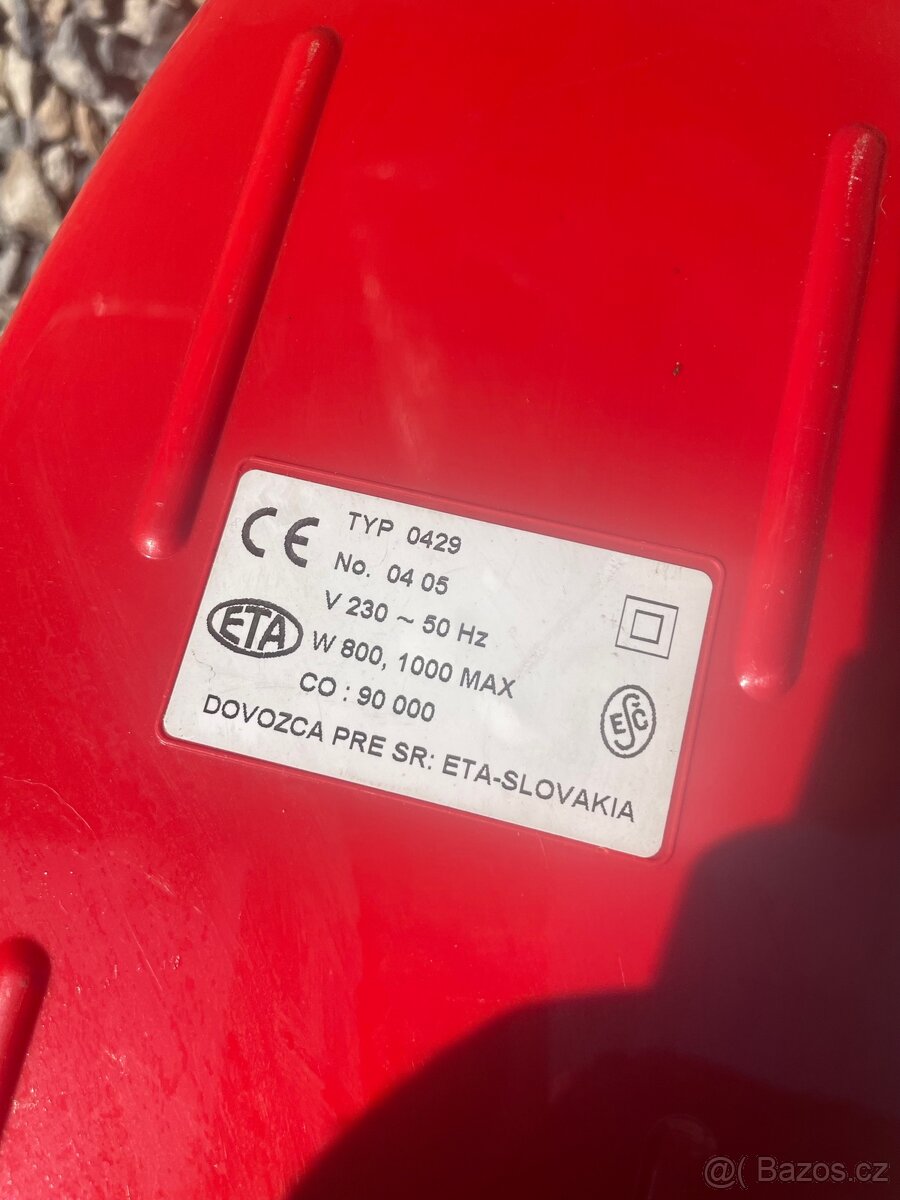 CE TYP 0429
No. 04 05
V 230 ~ 50 Hz
ETA W 800, 1000 MAX
CO : 90 000
ESČ
DOVOZCA PRE SR: ETA-SLOVAKIA
@( Bazos.cz